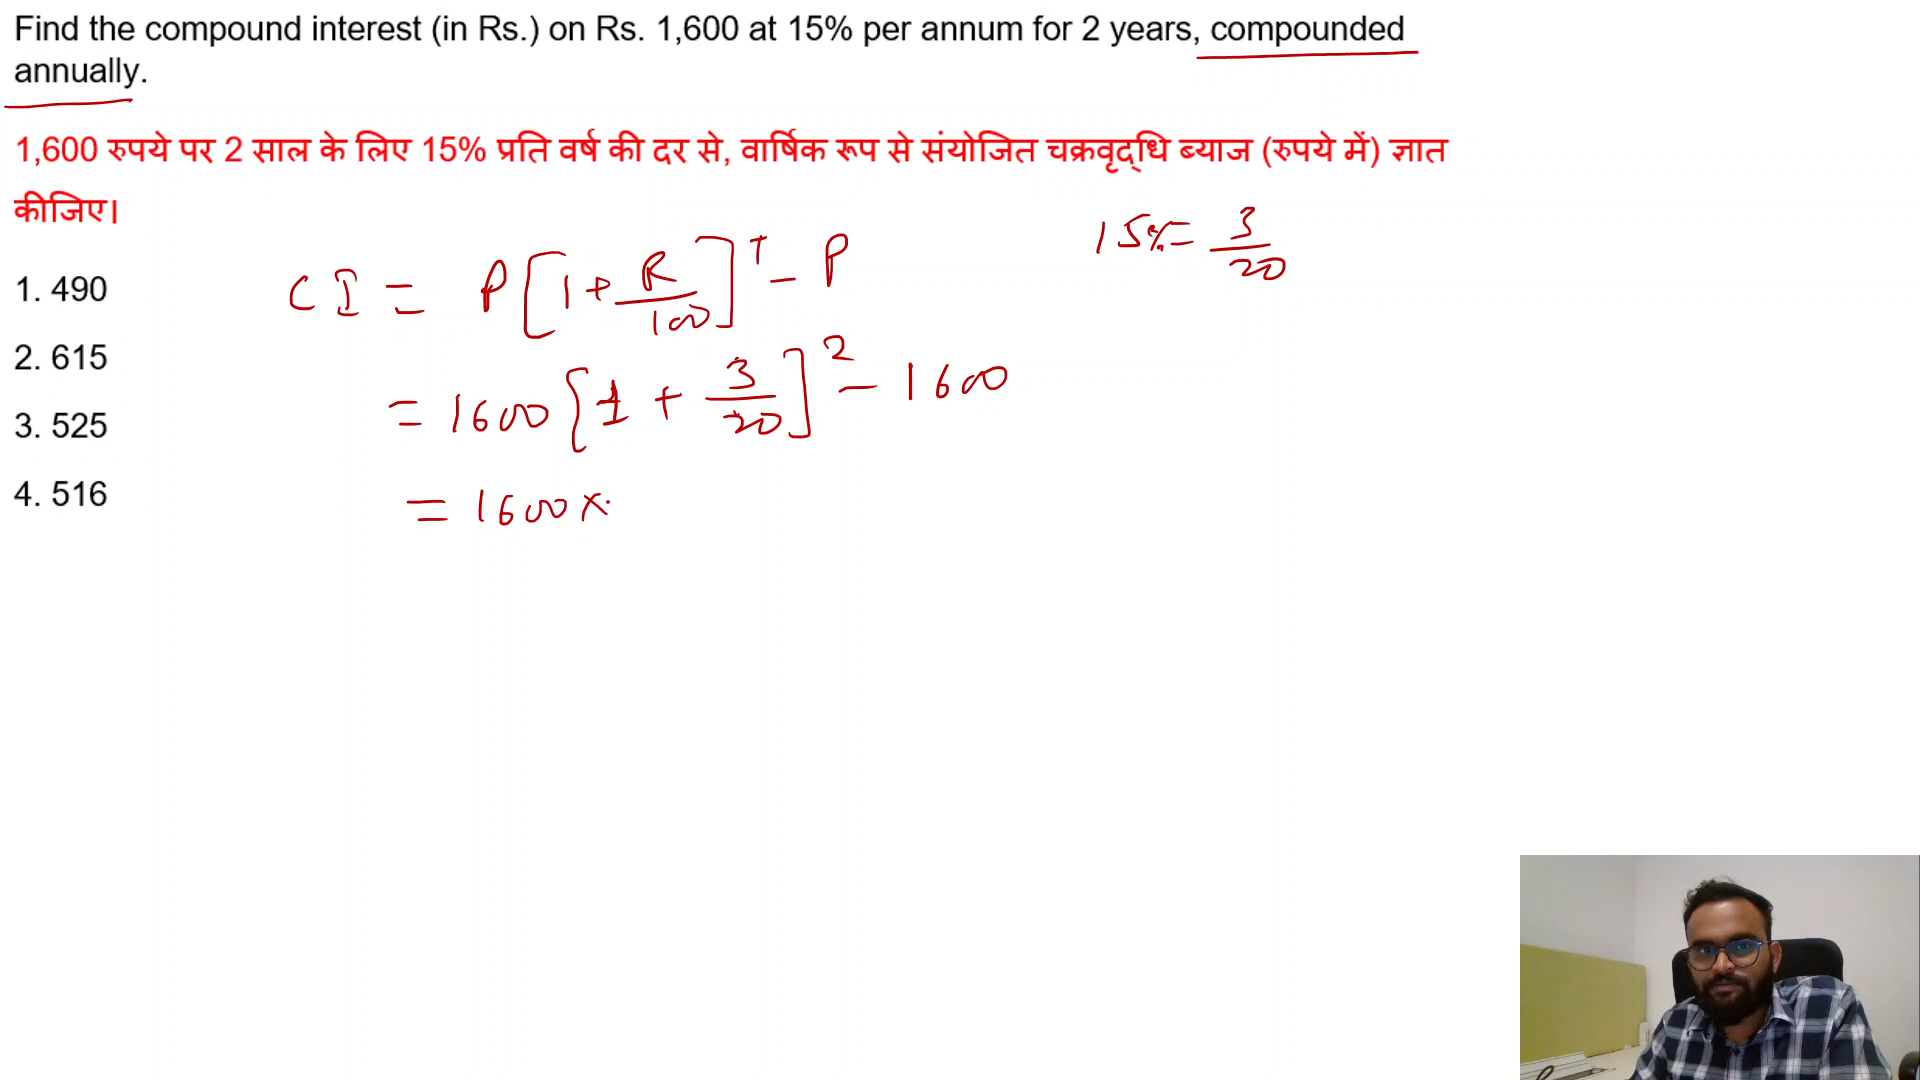 Find the compound interest (in Rs.) on Rs. 1,600 at 15% per annum for 2 years, compounded
annually.
1,600 रुपये पर 2 साल के लिए 15% प्रति वर्ष की दर से, वार्षिक रूप से संयोजित चक्रवृद्धि ब्याज (रुपये में) ज्ञात
कीजिए।
15% = 3/20
CI = P[1+R/100]^T - P
1. 490
2. 615
= 1600[1 + 3/20]^2 - 1600
3. 525
4. 516
= 1600 x